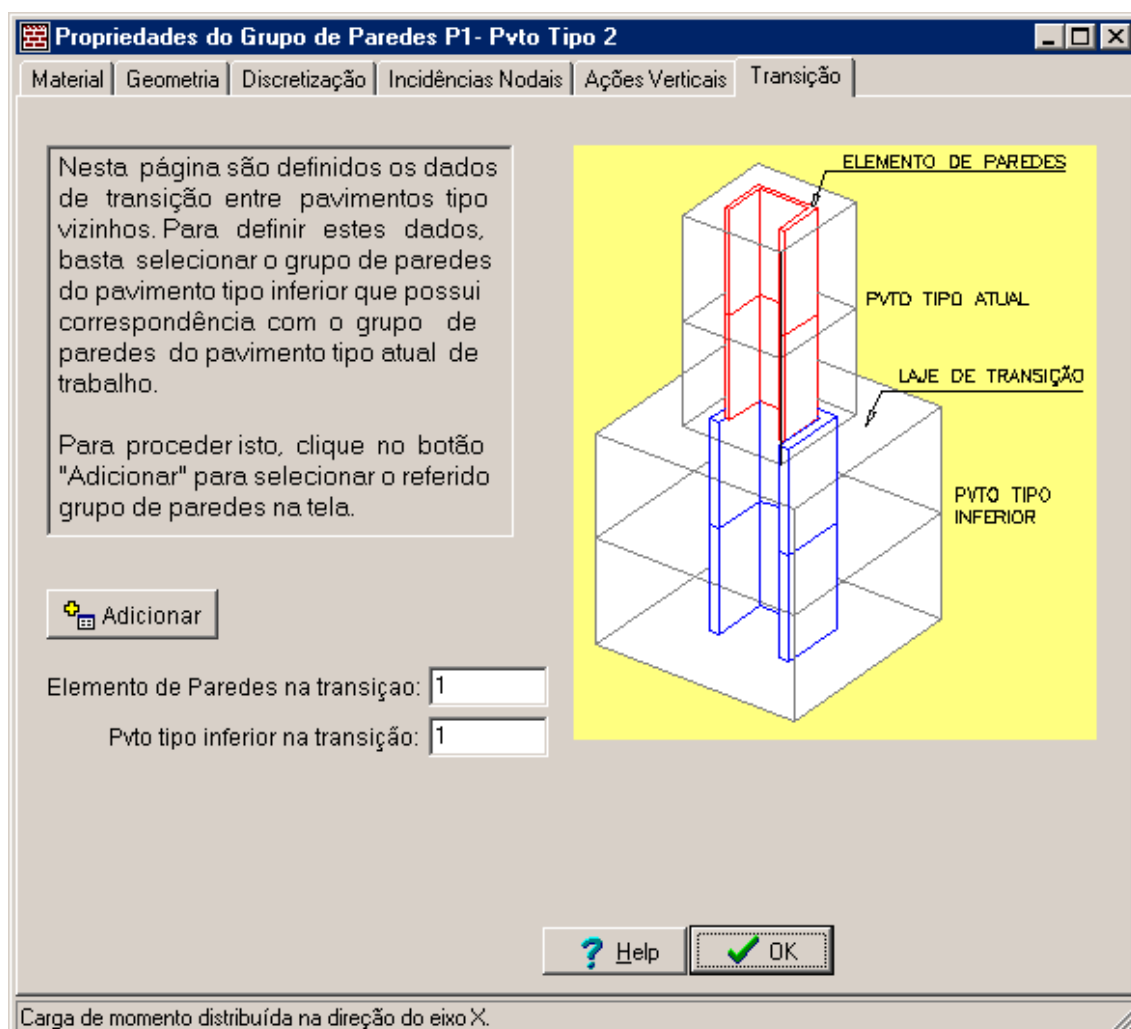 Propriedades do Grupo de Paredes P1- Pvto Tipo 2
Material Geometria Discretização Incidências Nodais Ações Verticais Transição
Nesta página são definidos os dados
de transição entre pavimentos tipo
vizinhos. Para definir estes dados,
basta selecionar o grupo de paredes
do pavimento tipo inferior que possui
correspondência com o grupo de
paredes do pavimento tipo atual de
trabalho.
Para proceder isto, clique no botão
"Adicionar" para selecionar o referido
grupo de paredes na tela.
ELEMENTO DE PAREDES
PVTO TIPO ATUAL
LAJE DE TRANSIÇÃO
PVTO TIPO
INFERIOR
Adicionar
Elemento de Paredes na transiçao: 1
Pvto tipo inferior na transição: 1
? Help
OK
Carga de momento distribuída na direção do eixo X.